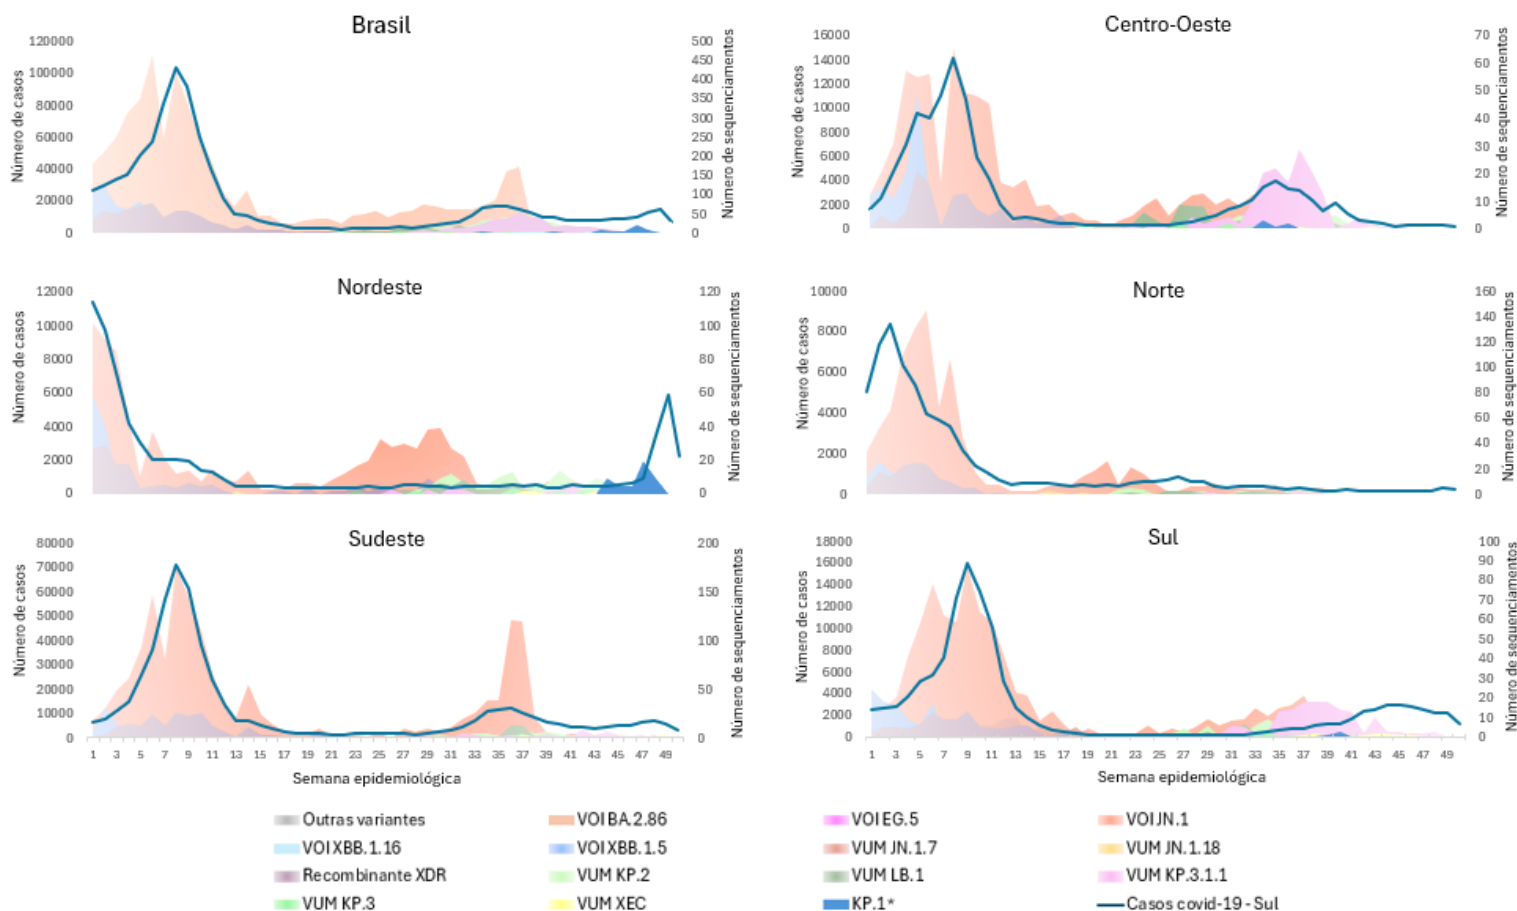 Brasil
Número de casos
120000
100000
80000
60000
40000
20000
0
500
450
400
350
300
250
200
150
100
50
0
Número de sequenciamentos
Centro-Oeste
Número de casos
16000
14000
12000
10000
8000
6000
4000
2000
0
70
60
50
40
30
20
10
0
Número de sequenciamentos
Nordeste
Número de casos
12000
10000
8000
6000
4000
2000
0
120
100
80
60
40
20
0
Número de sequenciamentos
Norte
Número de casos
10000
8000
6000
4000
2000
0
160
140
120
100
80
60
40
20
0
Número de sequenciamentos
Sudeste
Número de casos
80000
70000
60000
50000
40000
30000
20000
10000
0
200
150
100
50
0
Número de sequenciamentos
1 3 5 7 9 11 13 15 17 19 21 23 25 27 29 31 33 35 37 39 41 43 45 47 49
Semana epidemiológica
Sul
Número de casos
18000
16000
14000
12000
10000
8000
6000
4000
2000
0
100
90
80
70
60
50
40
30
20
10
0
Número de sequenciamentos
1 3 5 7 9 11 13 15 17 19 21 23 25 27 29 31 33 35 37 39 41 43 45 47 49
Semana epidemiológica
Outras variantes
VOI BA.2.86
VOI EG.5
VOI JN.1
VOI XBB.1.16
VOI XBB.1.5
VUM JN.1.7
VUM JN.1.18
Recombinante XDR
VUM KP.2
VUM LB.1
VUM KP.3.1.1
VUM KP.3
VUM XEC
KP.1*
Casos covid-19 - Sul